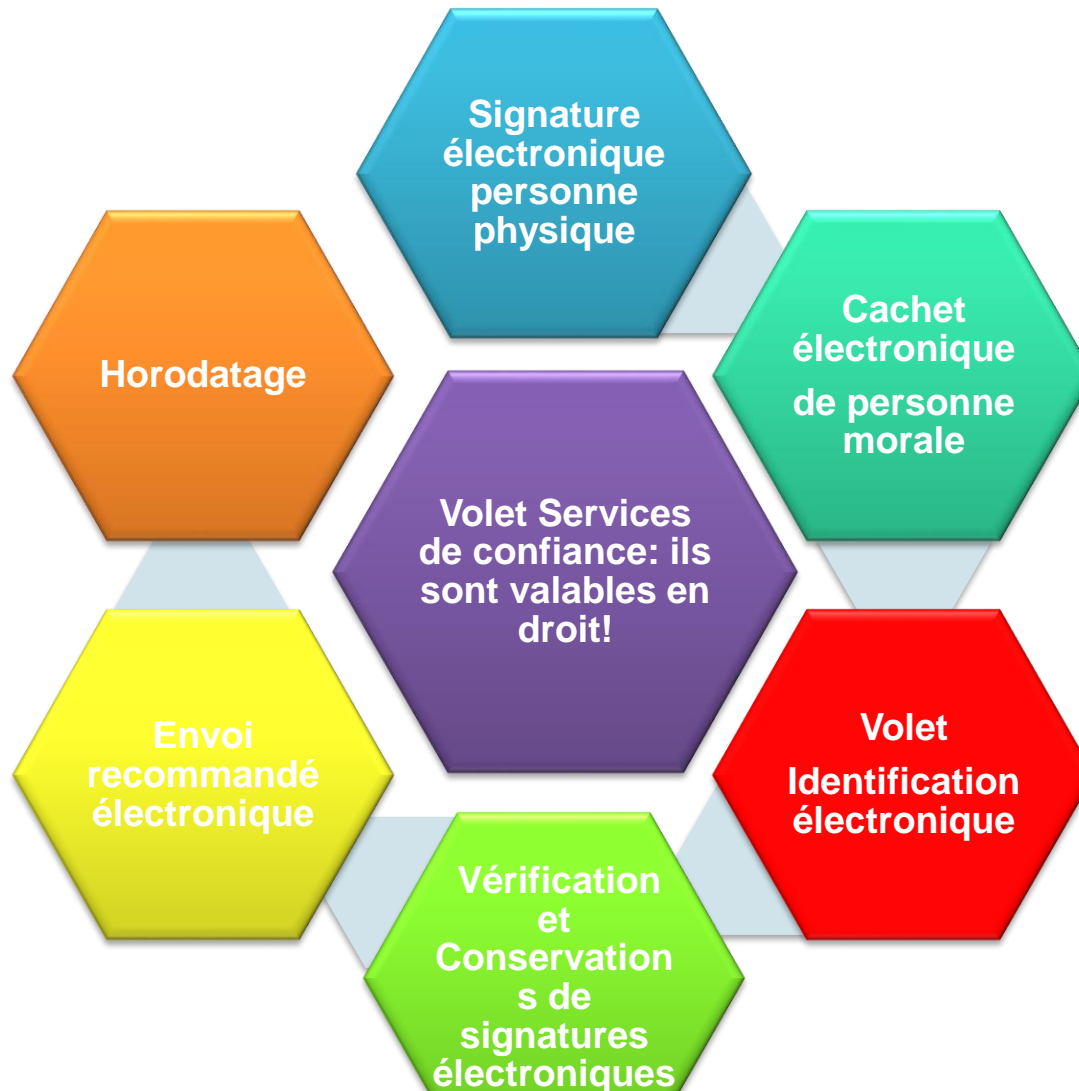 Signature
électronique
personne
physique
Cachet
électronique
de personne
morale
Horodatage
Volet Services
de confiance: ils
sont valables en
droit!
Volet
Identification
électronique
Envoi
recommandé
électronique
Vérification
et
Conservation
s de
signatures
électroniques